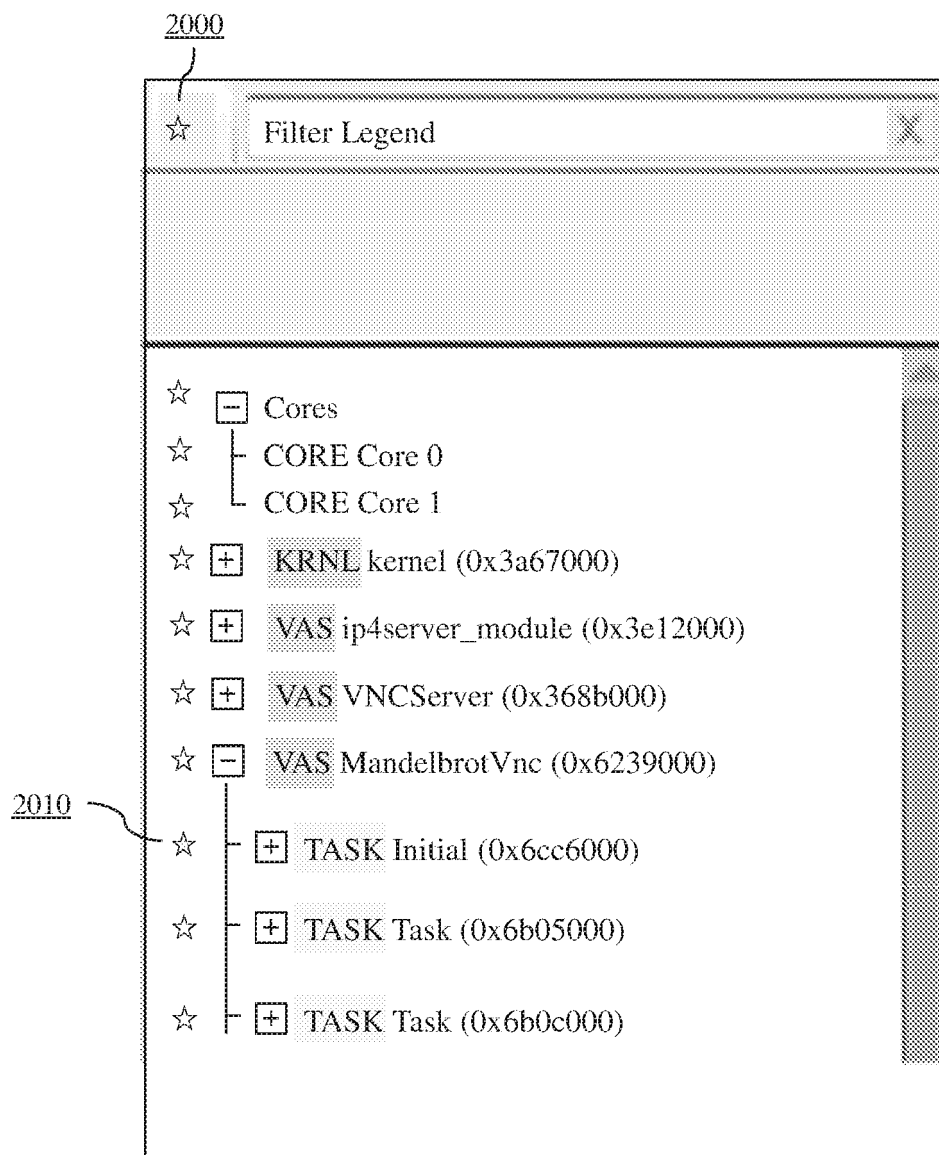 2000
☆ Filter Legend X
☆ − Cores
☆ CORE Core 0
☆ CORE Core 1
☆ + KRNL kernel (0x3a67000)
☆ + VAS ip4server_module (0x3e12000)
☆ + VAS VNCServer (0x368b000)
☆ − VAS MandelbrotVnc (0x6239000)
2010
☆ + TASK Initial (0x6cc6000)
☆ + TASK Task (0x6b05000)
☆ + TASK Task (0x6b0c000)